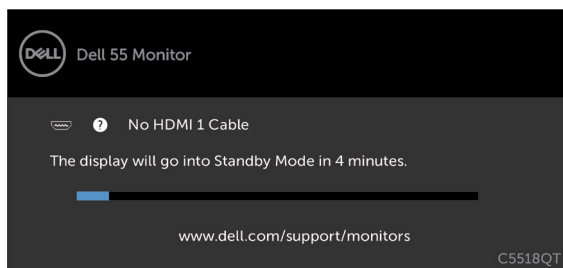 DELL Dell 55 Monitor
? No HDMI 1 Cable
The display will go into Standby Mode in 4 minutes.
www.dell.com/support/monitors
C5518QT